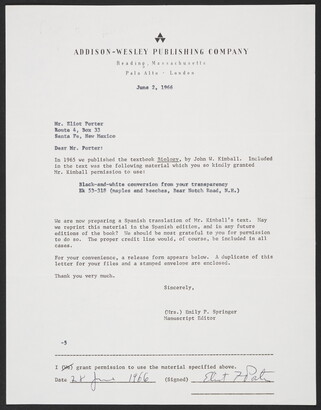 ADDISON-WESLEY PUBLISHING COMPANY
Reading, Massachusetts
Palo Alto · London
June 2, 1966
Mr. Eliot Porter
Route 4, Box 33
Santa Fe, New Mexico
Dear Mr. Porter:
In 1965 we published the textbook Biology, by John W. Kimball. Included
in the text was the following material which you so kindly granted
Mr. Kimball permission to use:
Black-and-white conversion from your transparency
EK 55-318 (maples and beeches, Bear Notch Road, N.H.)
We are now preparing a Spanish translation of Mr. Kimball's text. May
we reprint this material in the Spanish edition, and in any future
editions of the book? We should be most grateful to you for permission
to do so. The proper credit line would, of course, be included in all
cases.
For your convenience, a release form appears below. A duplicate of this
letter for your files and a stamped envelope are enclosed.
Thank you very much.
Sincerely,
(Mrs.) Emily P. Springer
Manuscript Editor
I (We) grant permission to use the material specified above.
Date 28 June 1966 (Signed) Eliot F Porter